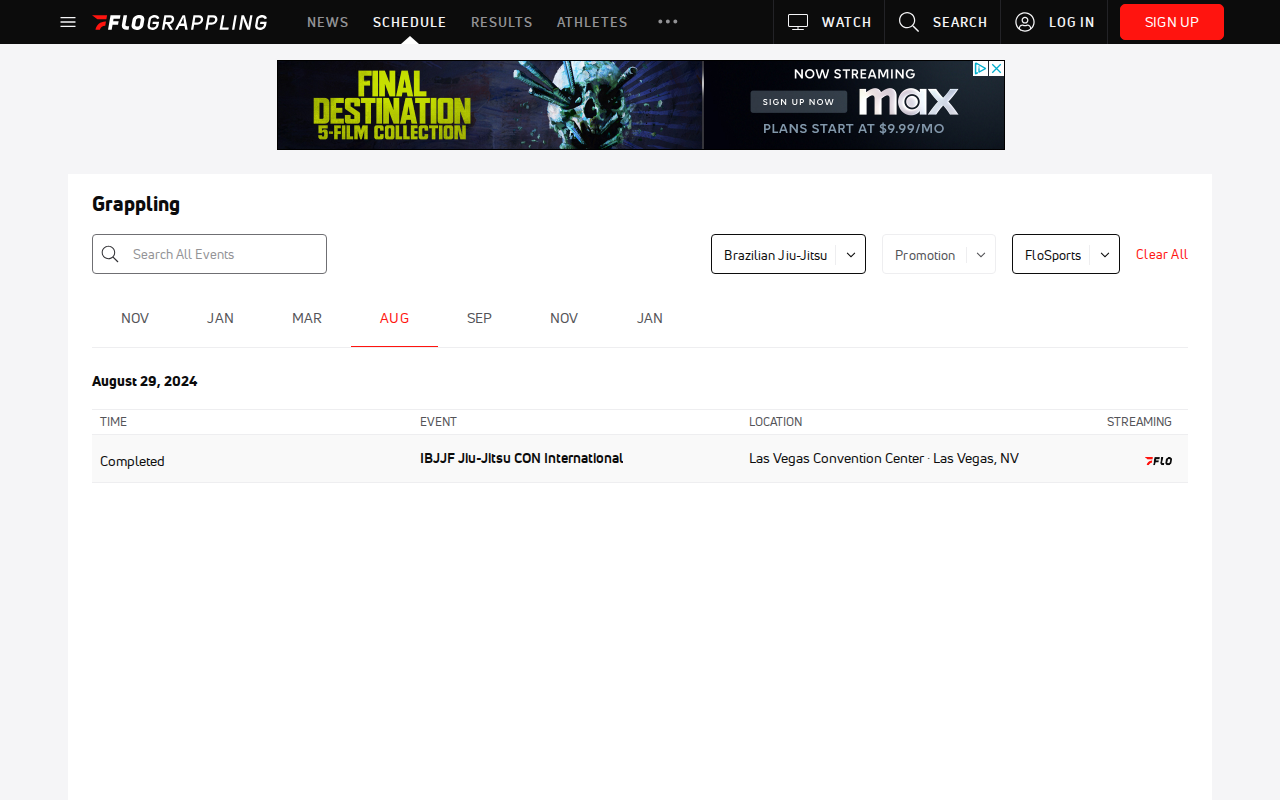 FLOGRAPPLING NEWS SCHEDULE RESULTS ATHLETES ••• WATCH SEARCH LOG IN SIGN UP
FINAL
DESTINATION
5-FILM COLLECTION
NOW STREAMING
SIGN UP NOW
max
PLANS START AT $9.99/MO
Grappling
Search All Events
Brazilian Jiu-Jitsu
Promotion
FloSports
Clear All
NOV JAN MAR AUG SEP NOV JAN
August 29, 2024
TIME EVENT LOCATION STREAMING
Completed IBJJF Jiu-Jitsu CON International Las Vegas Convention Center · Las Vegas, NV FLO